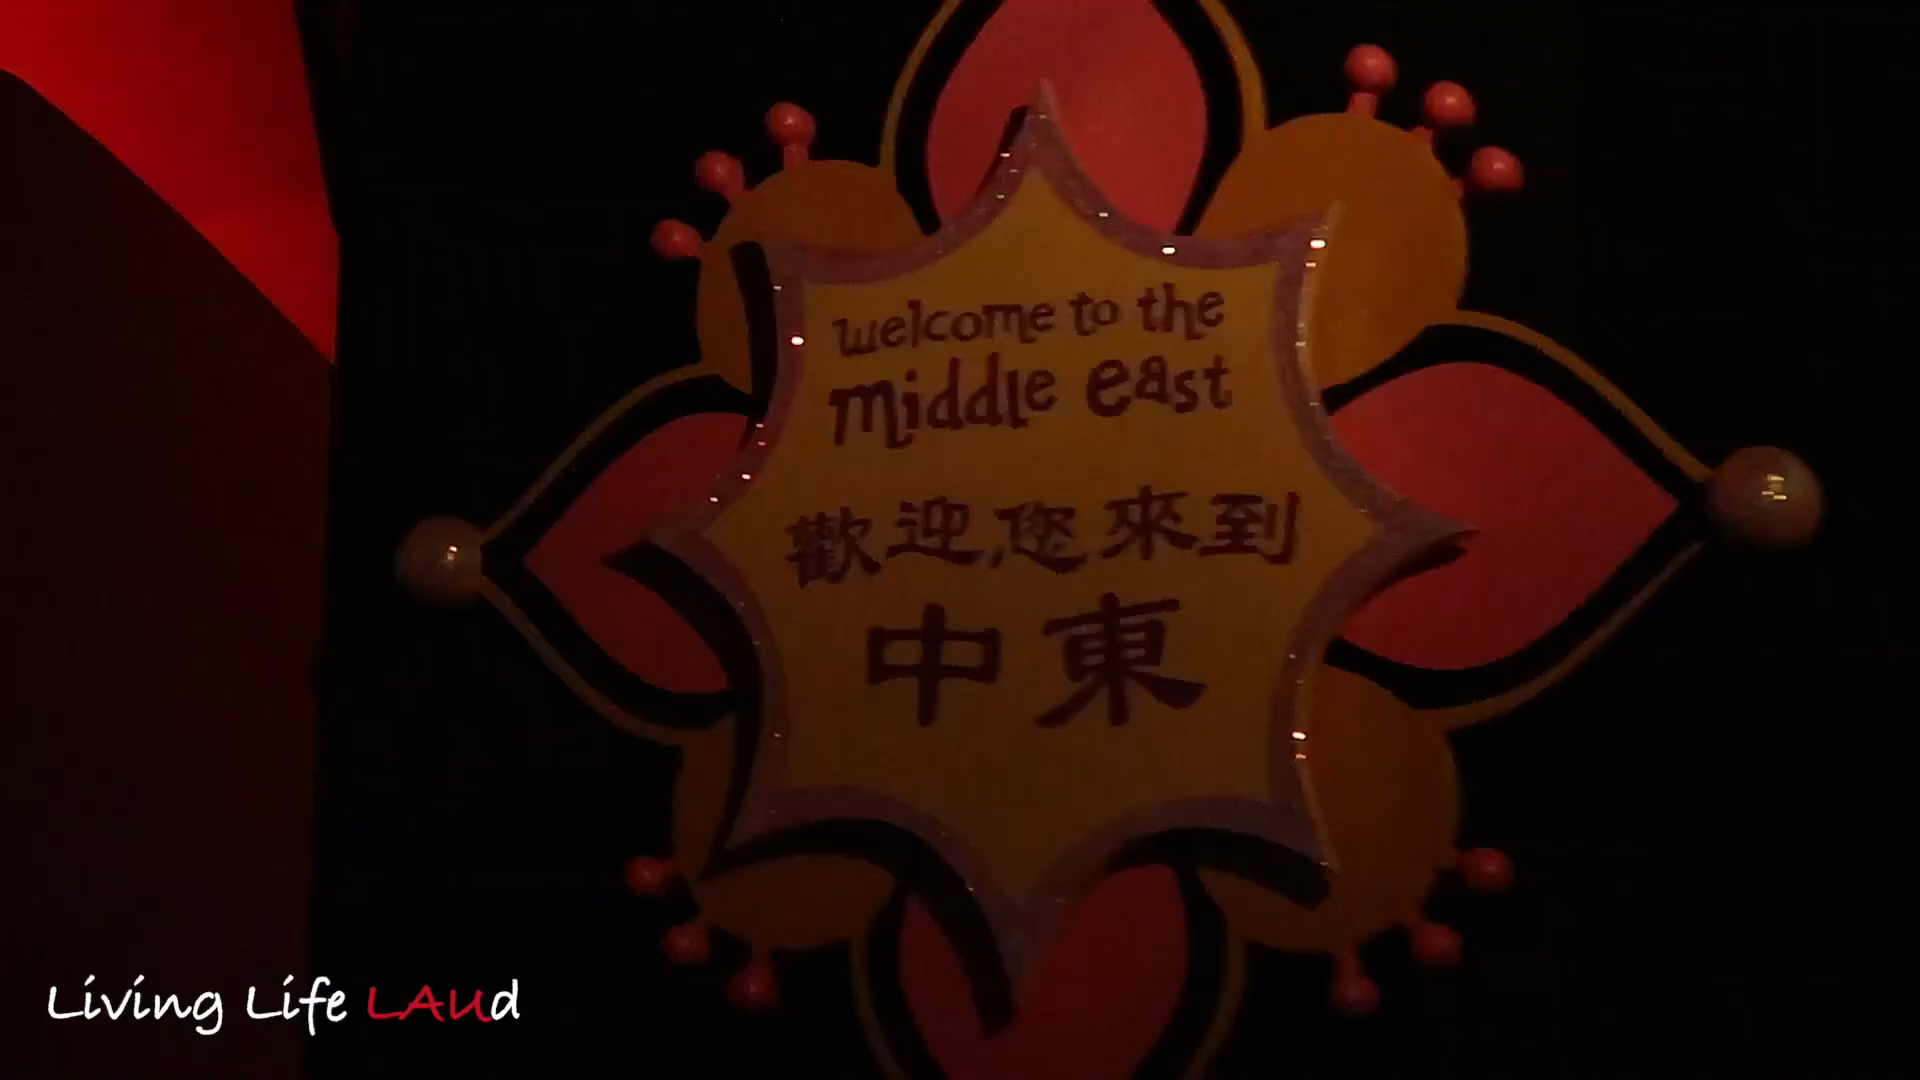 welcome to the
middle east
歡迎您來到
中東
Living Life LAUd